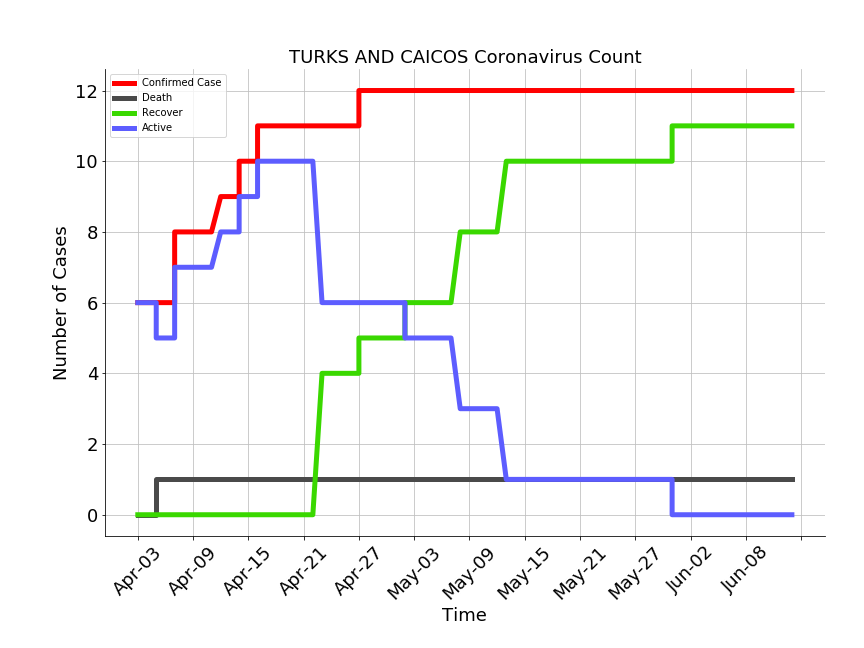 TURKS AND CAICOS Coronavirus Count
Confirmed Case
Death
Recover
Active
Number of Cases
12
10
8
6
4
2
0
Apr-03
Apr-09
Apr-15
Apr-21
Apr-27
May-03
May-09
May-15
May-21
May-27
Jun-02
Jun-08
Time